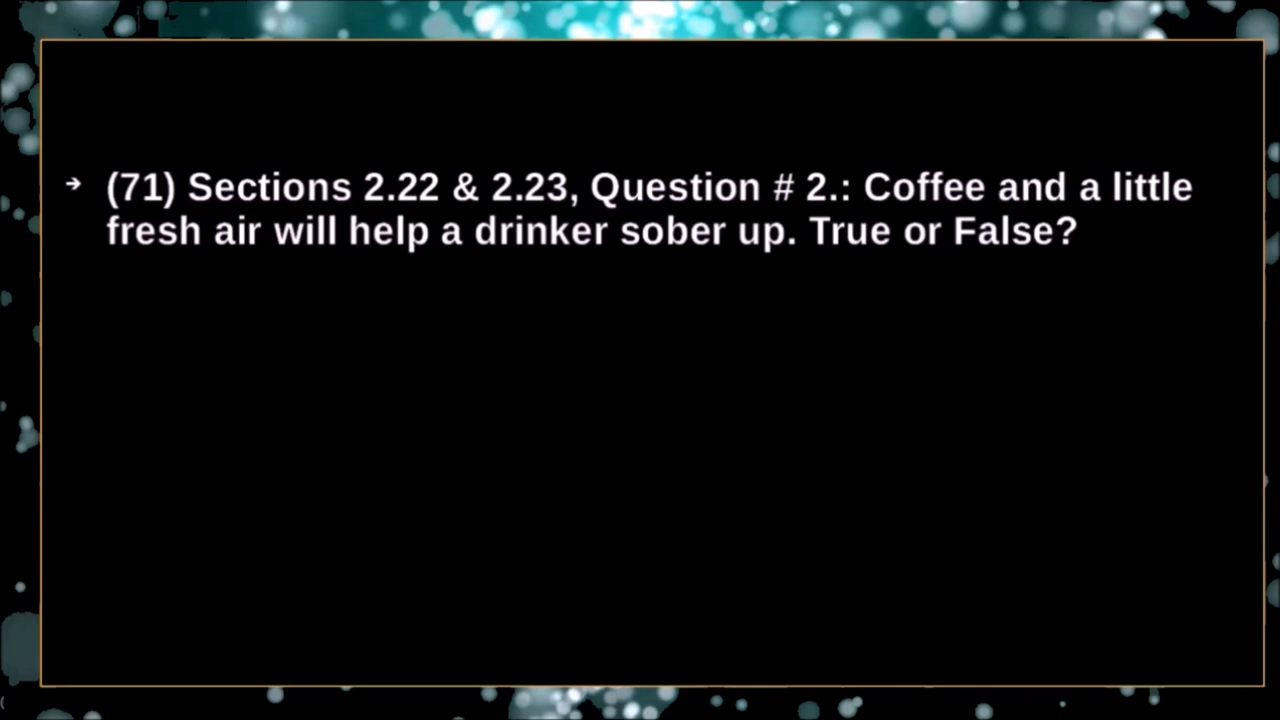 ➔ (71) Sections 2.22 & 2.23, Question # 2.: Coffee and a little
fresh air will help a drinker sober up. True or False?